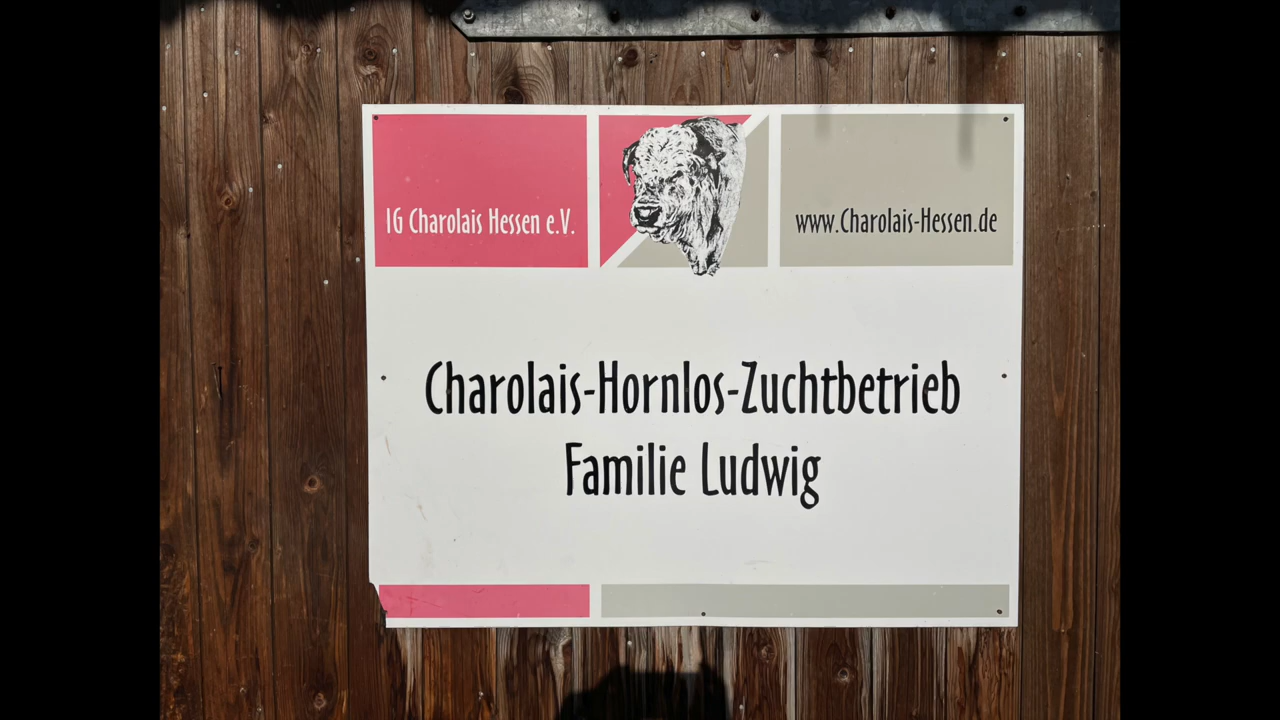 IG Charolais Hessen e.V.
www.Charolais-Hessen.de
Charolais-Hornlos-Zuchtbetrieb
Familie Ludwig